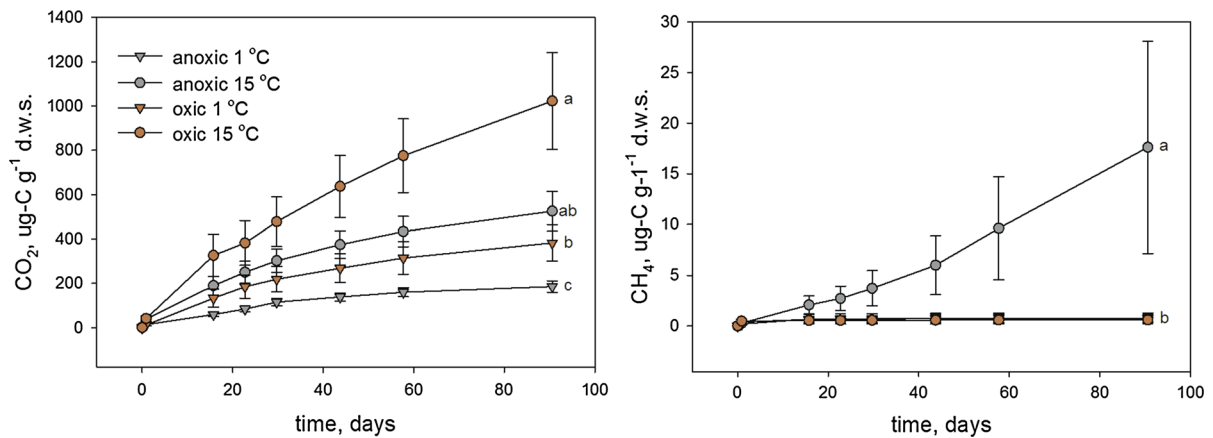 1400
1200
1000
800
600
400
200
0
CO2, ug-C g-1 d.w.s.
anoxic 1 °C
anoxic 15 °C
oxic 1 °C
oxic 15 °C
a
ab
b
c
0 20 40 60 80 100
time, days
30
25
20
15
10
5
0
CH4, ug-C g-1-1 d.w.s.
a
b
0 20 40 60 80 100
time, days